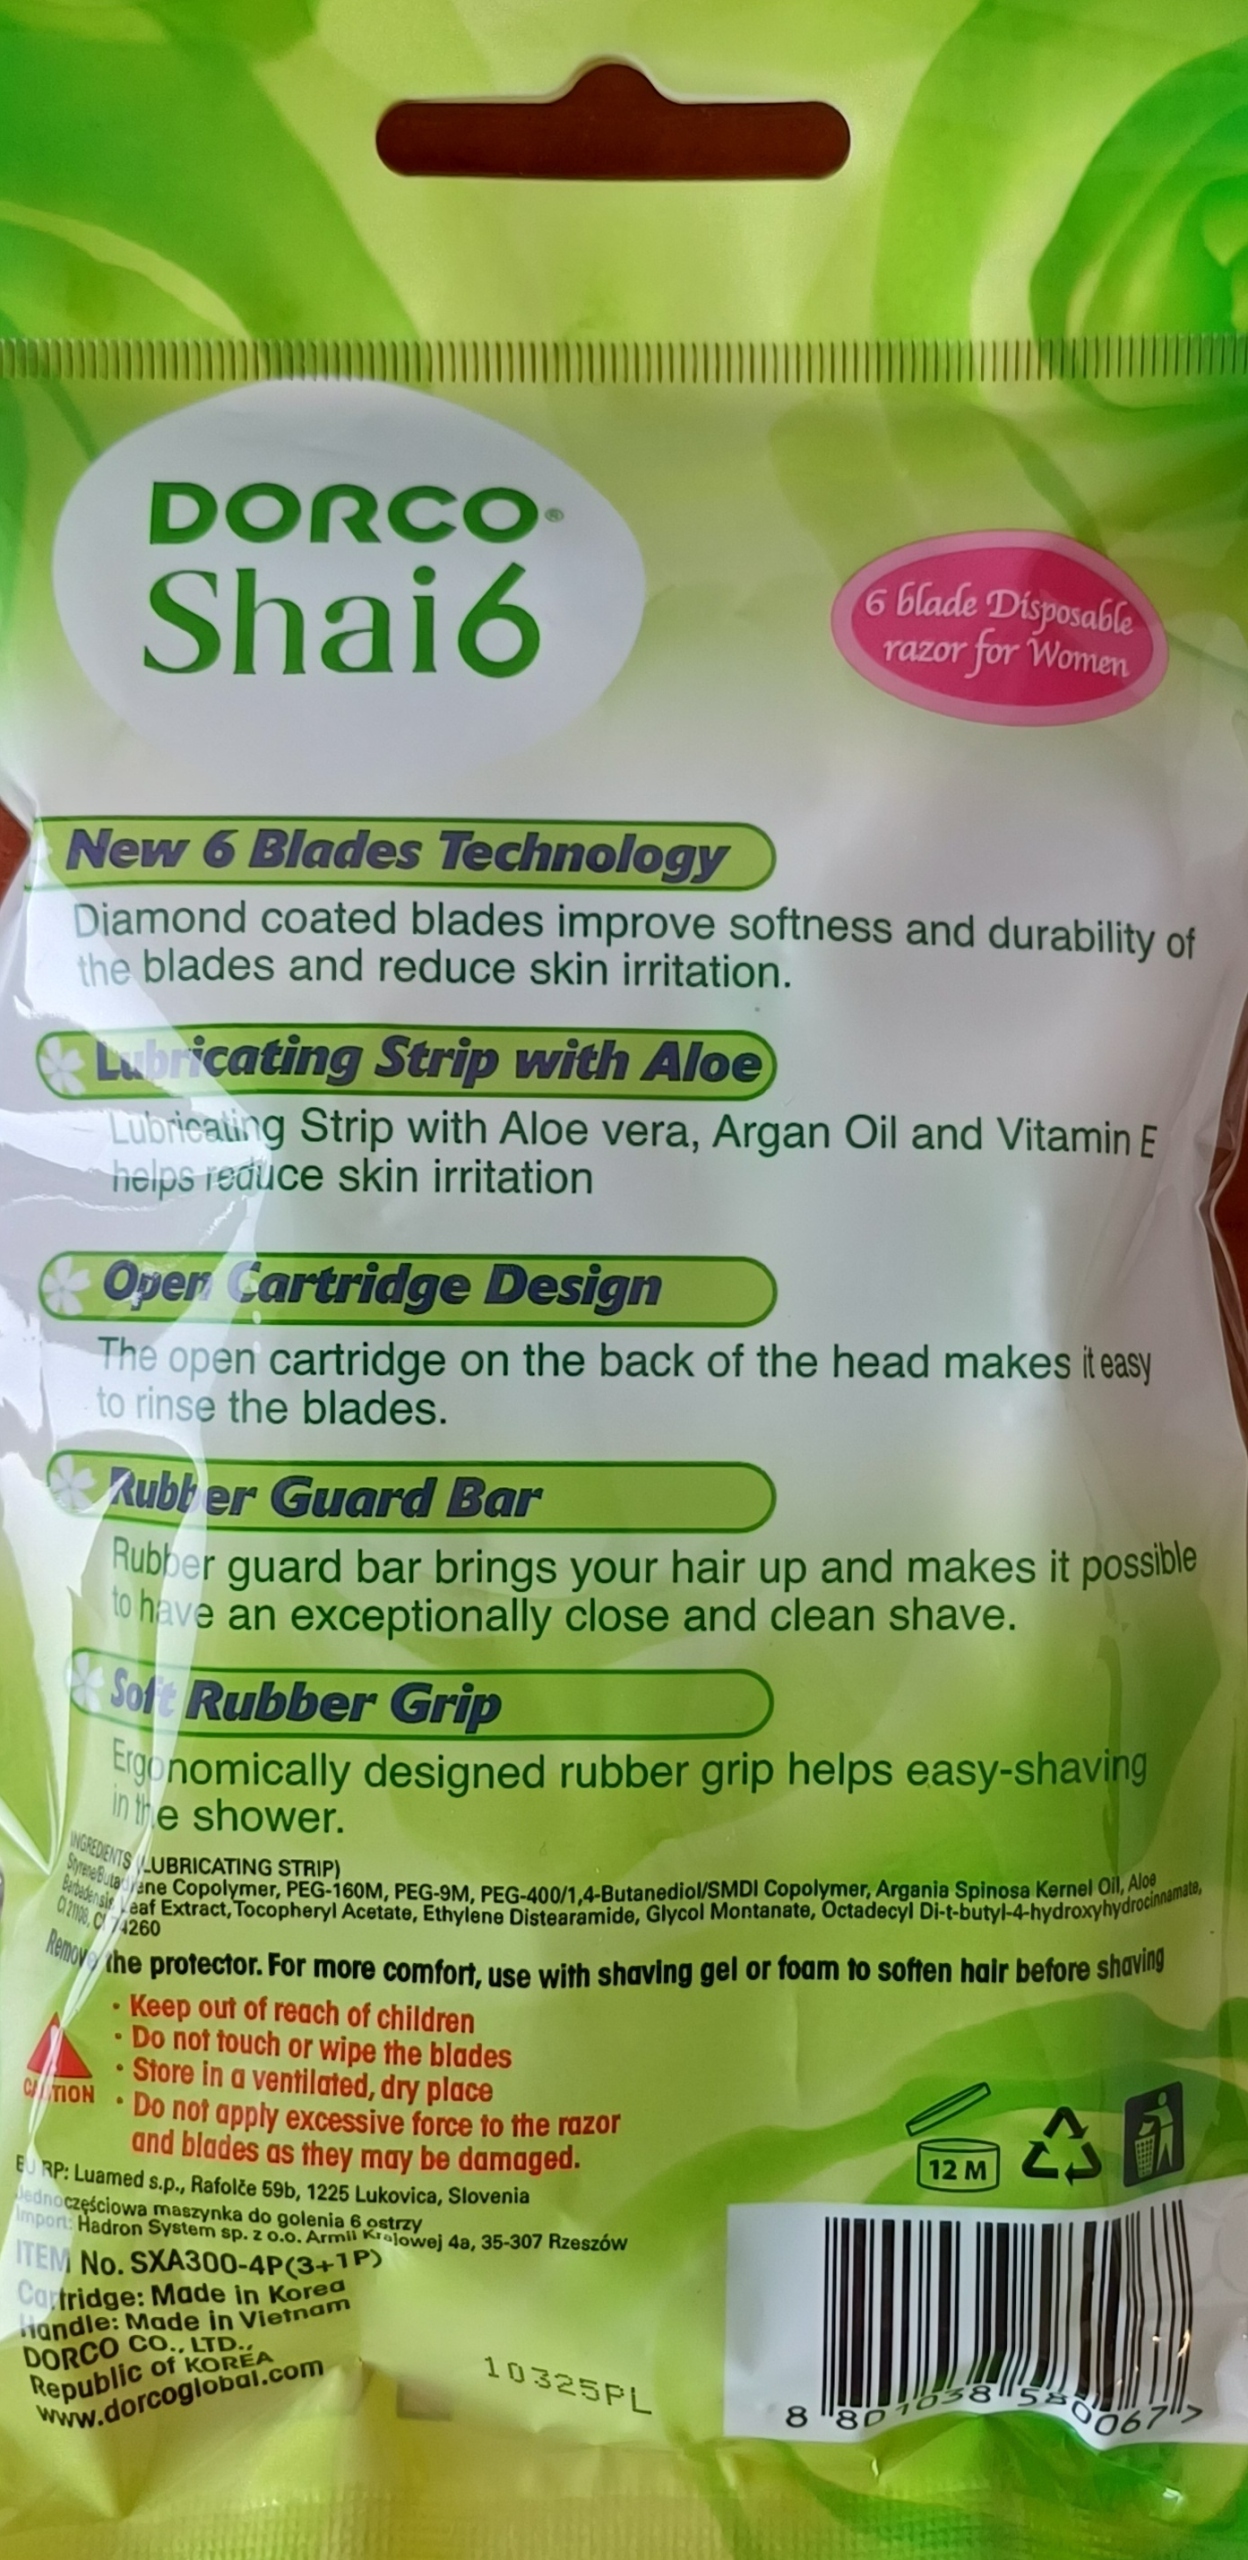 DORCO®
Shai6
6 blade Disposable
razor for Women
New 6 Blades Technology
Diamond coated blades improve softness and durability of
the blades and reduce skin irritation.
Lubricating Strip with Aloe
Lubricating Strip with Aloe vera, Argan Oil and Vitamin E
helps reduce skin irritation
Open Cartridge Design
The open cartridge on the back of the head makes it easy
to rinse the blades.
Rubber Guard Bar
Rubber guard bar brings your hair up and makes it possible
to have an exceptionally close and clean shave.
Soft Rubber Grip
Ergonomically designed rubber grip helps easy-shaving
in the shower.
INGREDIENTS (LUBRICATING STRIP)
Styrene/Butadiene Copolymer, PEG-160M, PEG-9M, PEG-400/1,4-Butanediol/SMDI Copolymer, Argania Spinosa Kernel Oil, Aloe
Barbadensis Leaf Extract, Tocopheryl Acetate, Ethylene Distearamide, Glycol Montanate, Octadecyl Di-t-butyl-4-hydroxyhydrocinnamate,
CI 21108, CI 74260
Remove the protector. For more comfort, use with shaving gel or foam to soften hair before shaving
CAUTION
• Keep out of reach of children
• Do not touch or wipe the blades
• Store in a ventilated, dry place
• Do not apply excessive force to the razor
and blades as they may be damaged.
12 M
EU RP: Luamed s.p., Rafolče 59b, 1225 Lukovica, Slovenia
Jednoczęściowa maszynka do golenia 6 ostrzy
Import: Hadron System sp. z o.o. Armii Krajowej 4a, 35-307 Rzeszów
ITEM No. SXA300-4P(3+1P)
Cartridge: Made in Korea
Handle: Made in Vietnam
DORCO CO., LTD.,
Republic of KOREA
www.dorcoglobal.com
10325PL
8 801038 580067 >